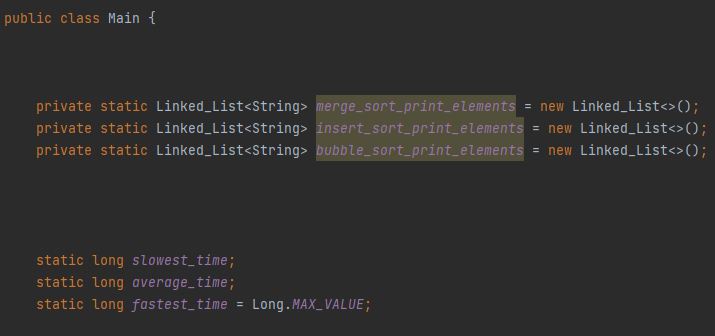 public class Main {
private static Linked_List<String> merge_sort_print_elements = new Linked_List<>();
private static Linked_List<String> insert_sort_print_elements = new Linked_List<>();
private static Linked_List<String> bubble_sort_print_elements = new Linked_List<>();
static long slowest_time;
static long average_time;
static long fastest_time = Long.MAX_VALUE;